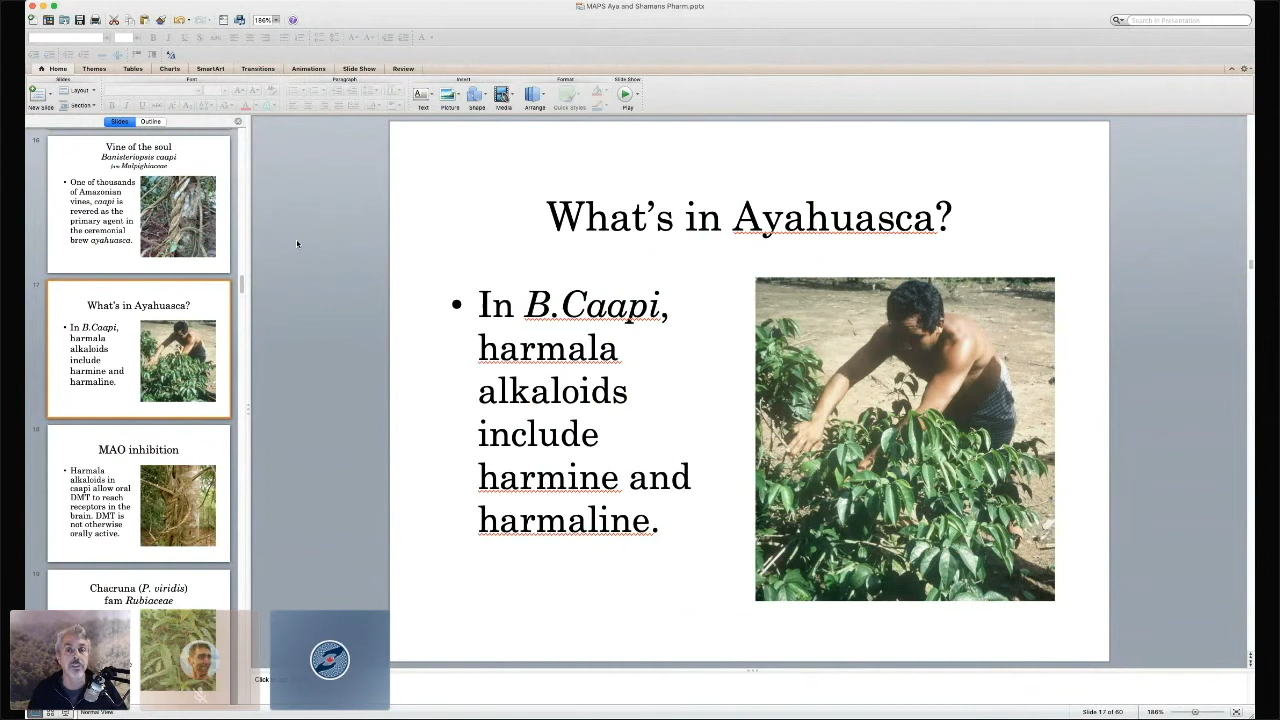 MAPS Aya and Shamans Pharm.pptx
186%
Search in Presentation
Home Themes Tables Charts SmartArt Transitions Animations Slide Show Review
Slides Font Paragraph Insert Format Slide Show
New Slide Layout Section Text Picture Shape Media Arrange Quick Styles Play
Slides Outline
16
Vine of the soul
Banisteriopsis caapi
fam Malpighiaceae
• One of thousands
of Amazonian
vines, caapi is
revered as the
primary agent in
the ceremonial
brew ayahuasca.
17
What's in Ayahuasca?
• In B.Caapi,
harmala
alkaloids
include
harmine and
harmaline.
18
MAO inhibition
• Harmala
alkaloids in
caapi allow oral
DMT to reach
receptors in the
brain. DMT is
not otherwise
orally active.
19
Chacruna (P. viridis)
fam Rubiaceae
What's in Ayahuasca?
• In B.Caapi,
harmala
alkaloids
include
harmine and
harmaline.
Click
Normal View Slide 17 of 60 186%